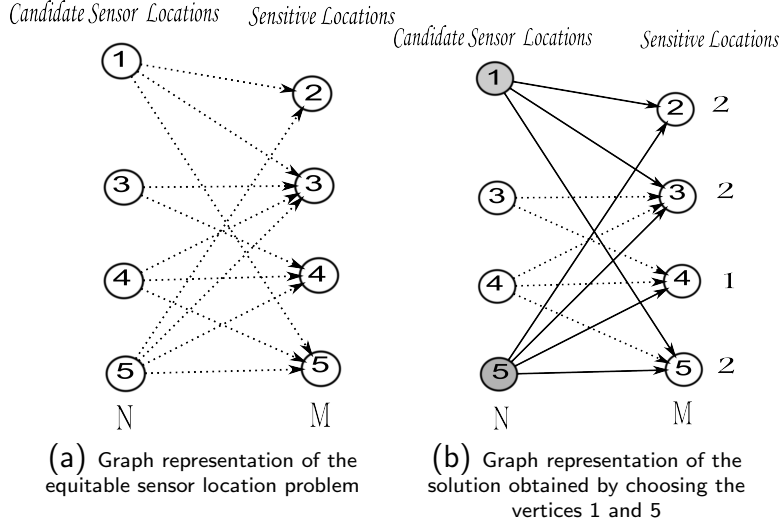 Candidate Sensor Locations
Sensitive Locations
1
2
3
3
4
4
5
5
N
M
(a) Graph representation of the
equitable sensor location problem
Candidate Sensor Locations
Sensitive Locations
1
2 2
3
3 2
4
4 1
5
5 2
N
M
(b) Graph representation of the
solution obtained by choosing the
vertices 1 and 5